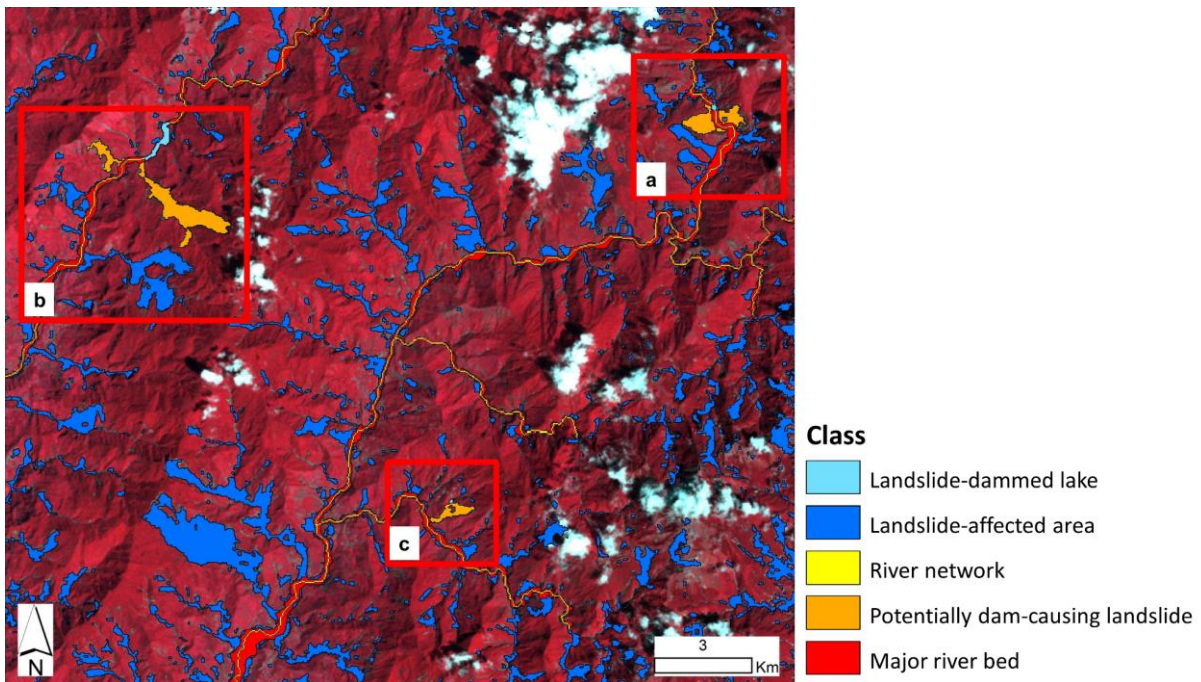 a
b
c
N
3
Km
Class
Landslide-dammed lake
Landslide-affected area
River network
Potentially dam-causing landslide
Major river bed